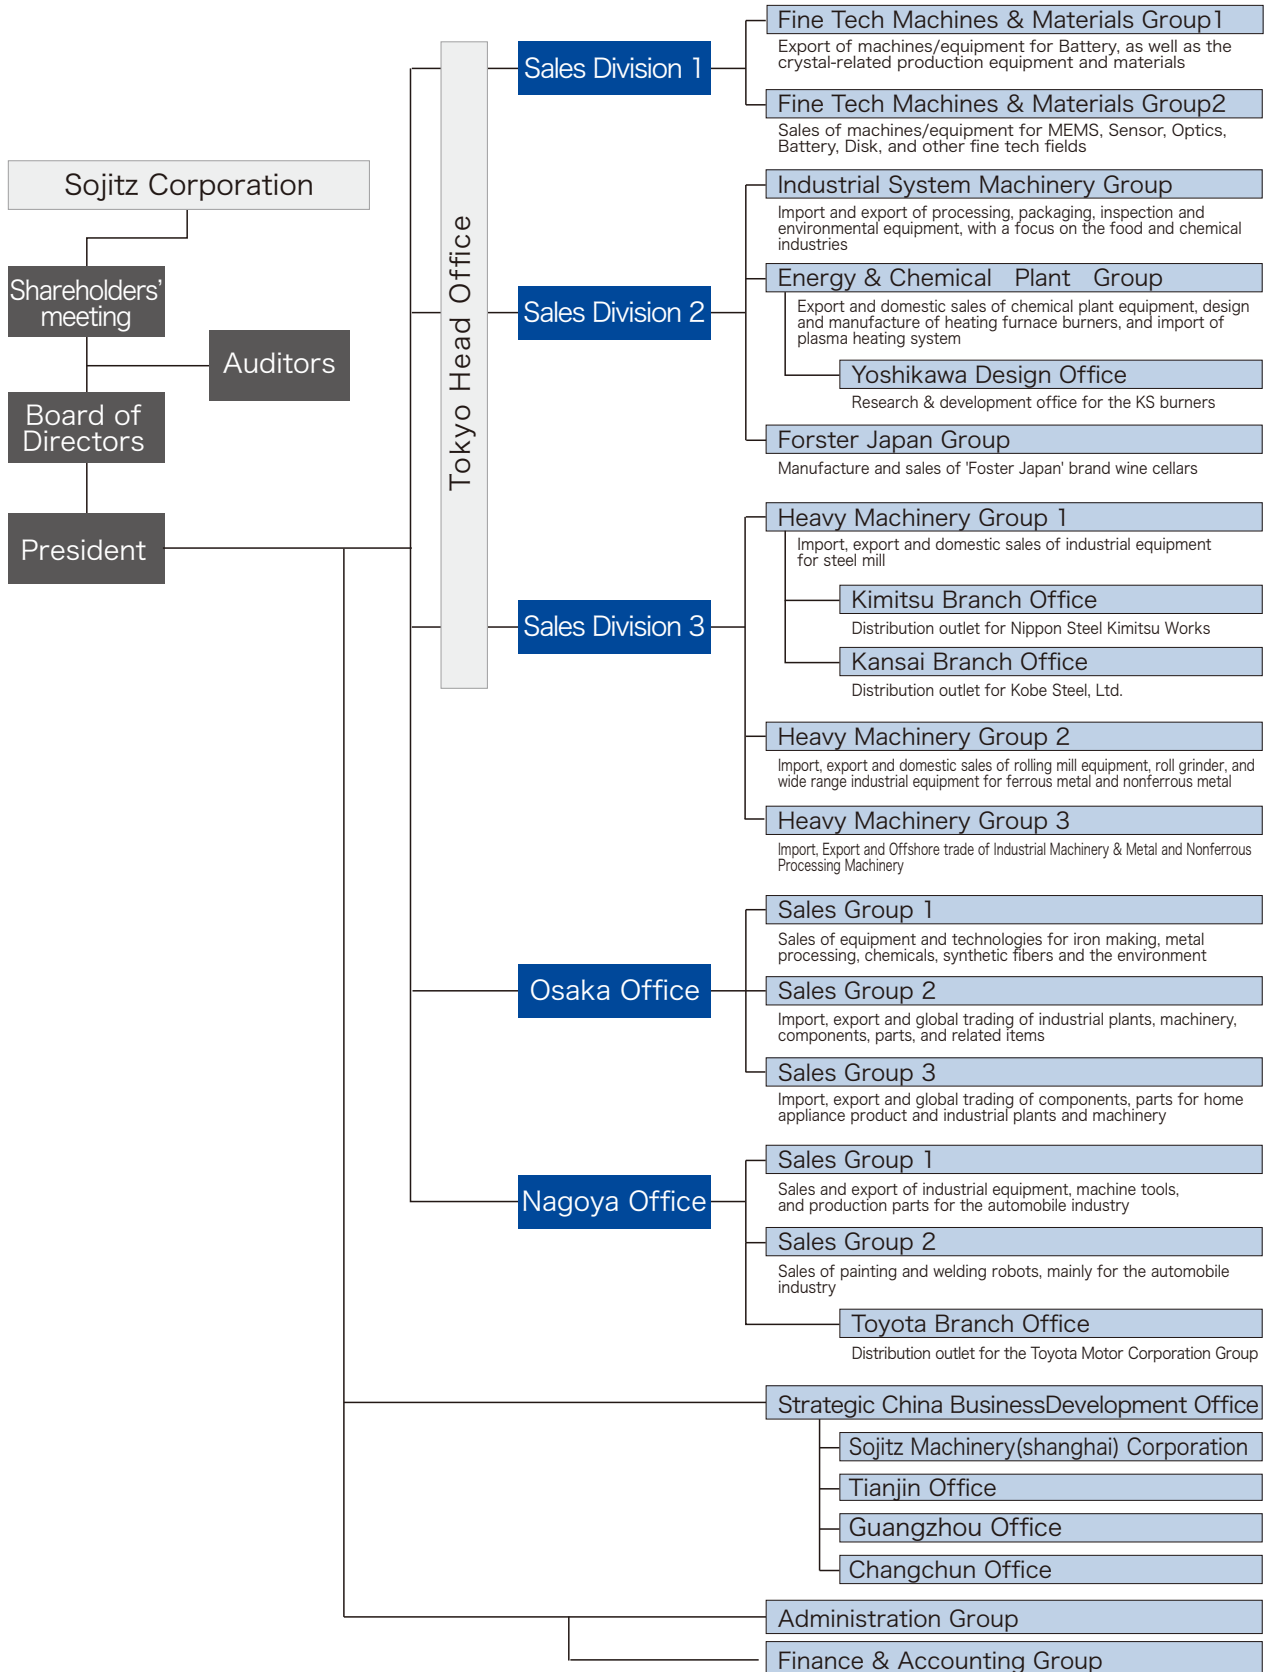 Sojitz Corporation
Shareholders'
meeting
Auditors
Board of
Directors
President
Tokyo Head Office
Sales Division 1
Fine Tech Machines & Materials Group1
Export of machines/equipment for Battery, as well as the
crystal-related production equipment and materials
Fine Tech Machines & Materials Group2
Sales of machines/equipment for MEMS, Sensor, Optics,
Battery, Disk, and other fine tech fields
Sales Division 2
Industrial System Machinery Group
Import and export of processing, packaging, inspection and
environmental equipment, with a focus on the food and chemical
industries
Energy & Chemical Plant Group
Export and domestic sales of chemical plant equipment, design
and manufacture of heating furnace burners, and import of
plasma heating system
Yoshikawa Design Office
Research & development office for the KS burners
Forster Japan Group
Manufacture and sales of 'Foster Japan' brand wine cellars
Sales Division 3
Heavy Machinery Group 1
Import, export and domestic sales of industrial equipment
for steel mill
Kimitsu Branch Office
Distribution outlet for Nippon Steel Kimitsu Works
Kansai Branch Office
Distribution outlet for Kobe Steel, Ltd.
Heavy Machinery Group 2
Import, export and domestic sales of rolling mill equipment, roll grinder, and
wide range industrial equipment for ferrous metal and nonferrous metal
Heavy Machinery Group 3
Import, Export and Offshore trade of Industrial Machinery & Metal and Nonferrous
Processing Machinery
Osaka Office
Sales Group 1
Sales of equipment and technologies for iron making, metal
processing, chemicals, synthetic fibers and the environment
Sales Group 2
Import, export and global trading of industrial plants, machinery,
components, parts, and related items
Sales Group 3
Import, export and global trading of components, parts for home
appliance product and industrial plants and machinery
Nagoya Office
Sales Group 1
Sales and export of industrial equipment, machine tools,
and production parts for the automobile industry
Sales Group 2
Sales of painting and welding robots, mainly for the automobile
industry
Toyota Branch Office
Distribution outlet for the Toyota Motor Corporation Group
Strategic China BusinessDevelopment Office
Sojitz Machinery(shanghai) Corporation
Tianjin Office
Guangzhou Office
Changchun Office
Administration Group
Finance & Accounting Group